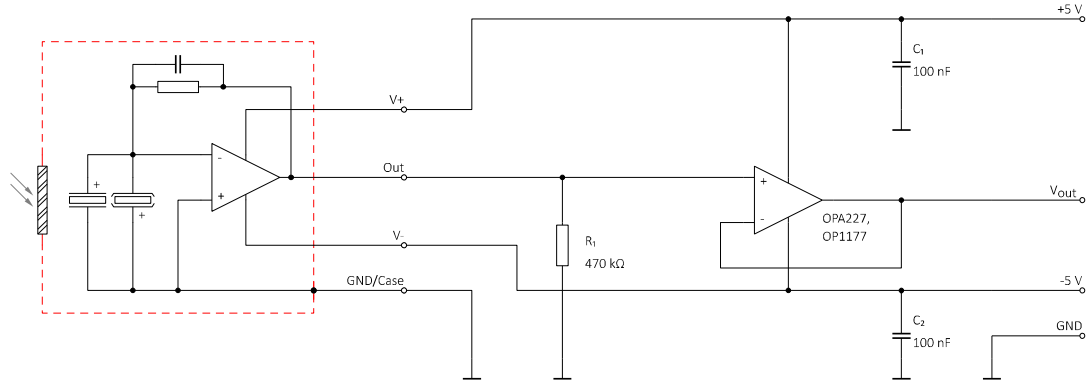 +5 V
C₁
100 nF
V+
-
+
+
+
Out
+
-
Vout
OPA227,
OP1177
R₁
470 kΩ
V-
GND/Case
-5 V
C₂
100 nF
GND